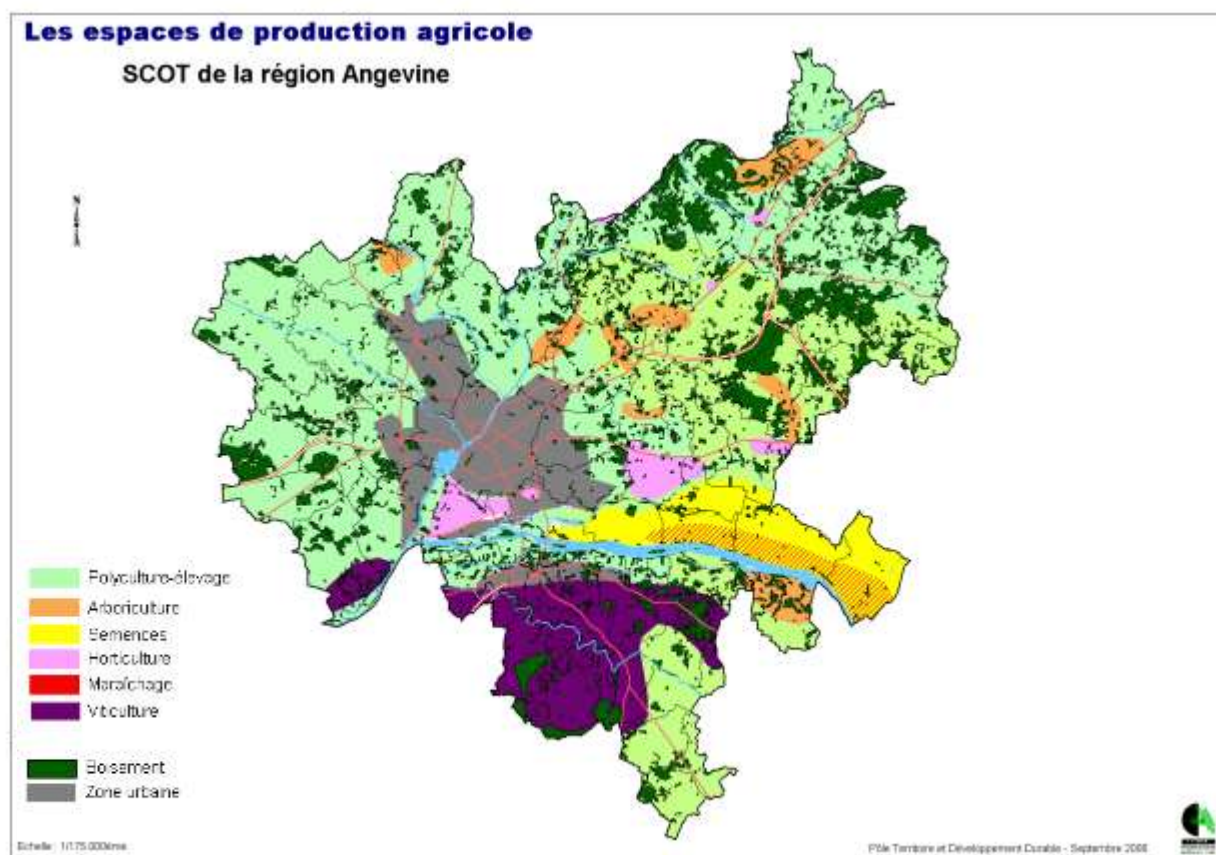 Les espaces de production agricole
SCOT de la région Angevine
Polyculture-élevage
Arboriculture
Semences
Horticulture
Maraîchage
Viticulture
Boisement
Zone urbaine
Echelle: 1/175.000ème
Pôle Territoire et Développement Durable - Septembre